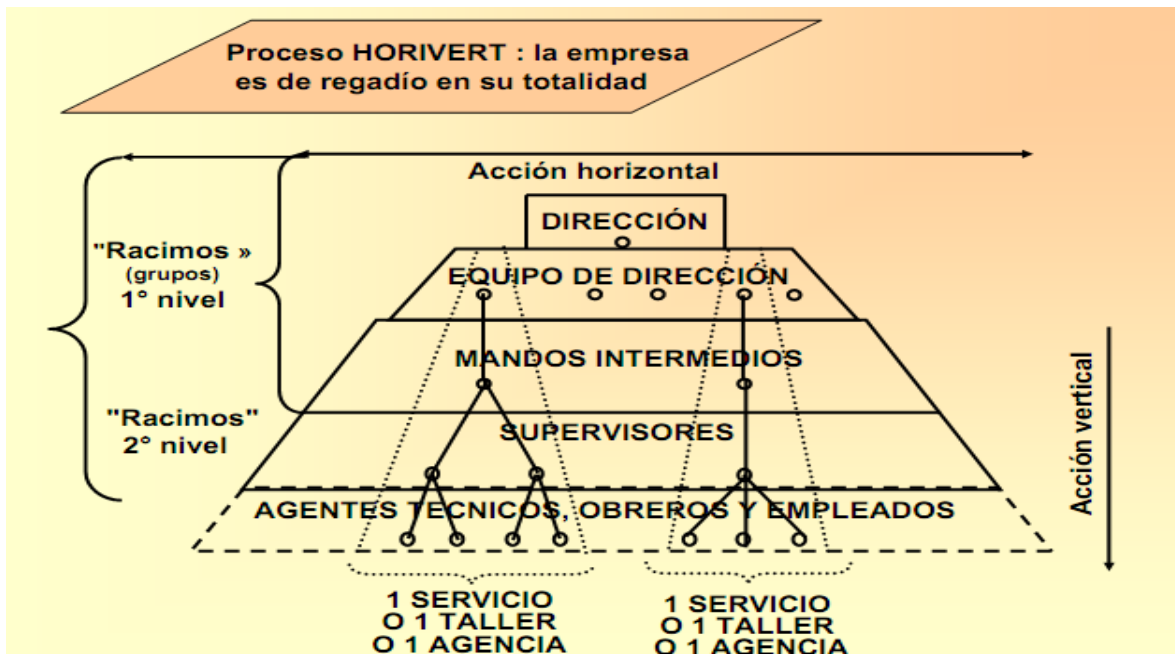 Proceso HORIVERT : la empresa
es de regadío en su totalidad
Acción horizontal
DIRECCIÓN
"Racimos »
(grupos)
1° nivel
EQUIPO DE DIRECCIÓN
MANDOS INTERMEDIOS
"Racimos"
2° nivel
SUPERVISORES
Acción vertical
AGENTES TECNICOS, OBREROS Y EMPLEADOS
1 SERVICIO
O 1 TALLER
O 1 AGENCIA
1 SERVICIO
O 1 TALLER
O 1 AGENCIA